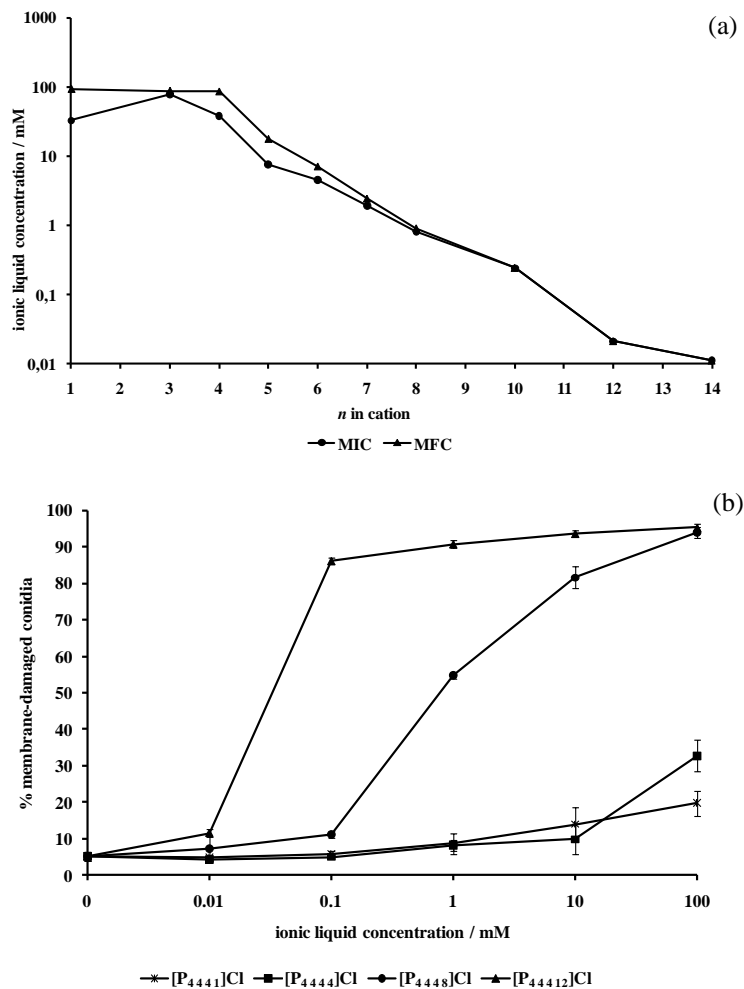 (a)
1000
100
10
1
0,1
0,01
ionic liquid concentration / mM
1 2 3 4 5 6 7 8 9 10 11 12 13 14
n in cation
MIC MFC
(b)
100
90
80
70
60
50
40
30
20
10
0
% membrane-damaged conidia
0 0.01 0.1 1 10 100
ionic liquid concentration / mM
[P₄₄₄₁]Cl [P₄₄₄₄]Cl [P₄₄₄₈]Cl [P₄₄₄₁₂]Cl